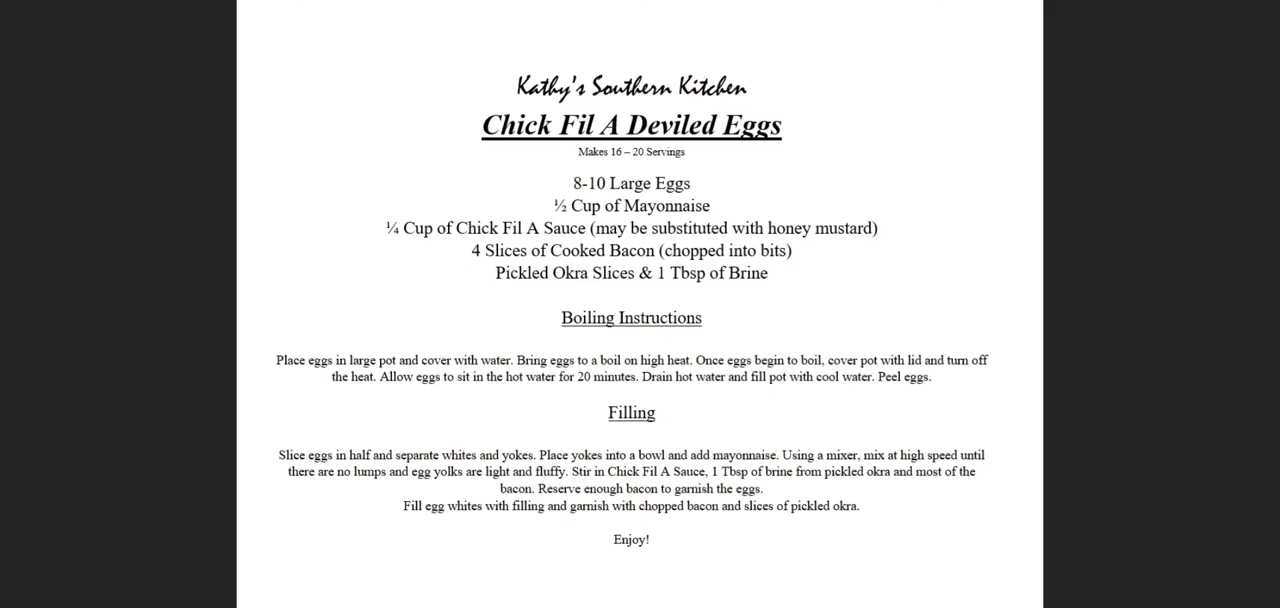 Kathy's Southern Kitchen
Chick Fil A Deviled Eggs
Makes 16 – 20 Servings
8-10 Large Eggs
½ Cup of Mayonnaise
¼ Cup of Chick Fil A Sauce (may be substituted with honey mustard)
4 Slices of Cooked Bacon (chopped into bits)
Pickled Okra Slices & 1 Tbsp of Brine
Boiling Instructions
Place eggs in large pot and cover with water. Bring eggs to a boil on high heat. Once eggs begin to boil, cover pot with lid and turn off
the heat. Allow eggs to sit in the hot water for 20 minutes. Drain hot water and fill pot with cool water. Peel eggs.
Filling
Slice eggs in half and separate whites and yokes. Place yokes into a bowl and add mayonnaise. Using a mixer, mix at high speed until
there are no lumps and egg yolks are light and fluffy. Stir in Chick Fil A Sauce, 1 Tbsp of brine from pickled okra and most of the
bacon. Reserve enough bacon to garnish the eggs.
Fill egg whites with filling and garnish with chopped bacon and slices of pickled okra.
Enjoy!